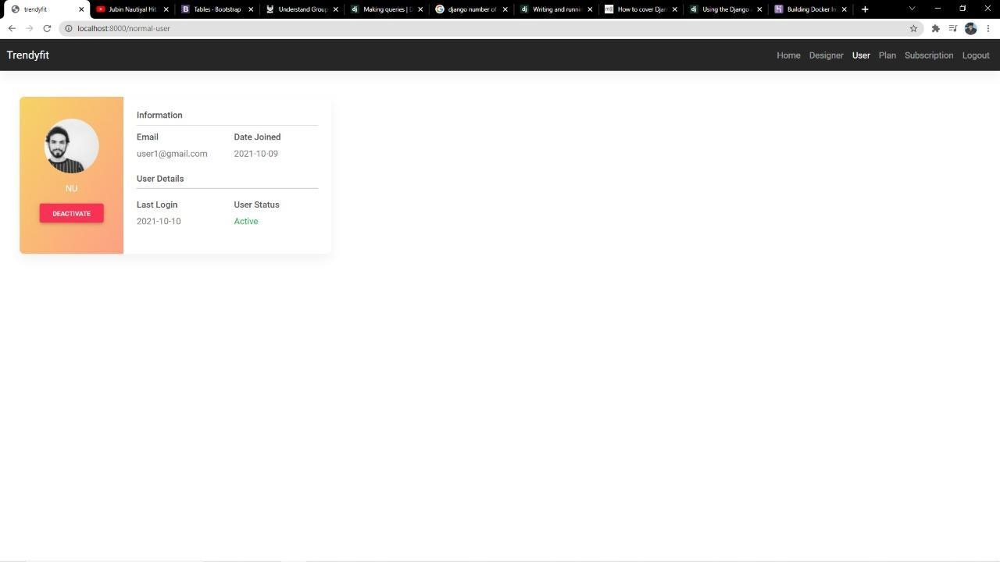 trendyfit
Jubin Nautiyal Hit
Tables · Bootstrap
Understand Group
Making queries | D
django number of
Writing and runnin
How to cover Djan
Using the Django
Building Docker Im
localhost:8000/normal-user
Trendyfit
Home Designer User Plan Subscription Logout
Information
Email Date Joined
user1@gmail.com 2021-10-09
NU
User Details
DEACTIVATE
Last Login User Status
2021-10-10 Active